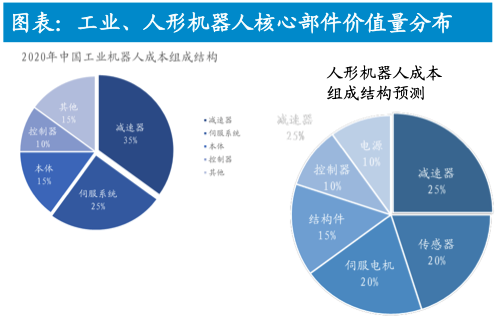 图表：工业、人形机器人核心部件价值量分布
2020年中国工业机器人成本组成结构
其他
15%
控制器
10%
本体
15%
伺服系统
25%
减速器
35%
减速器
伺服系统
本体
控制器
其他
人形机器人成本
组成结构预测
减速器
25%
电源
10%
控制器
10%
结构件
15%
伺服电机
20%
传感器
20%
减速器
25%